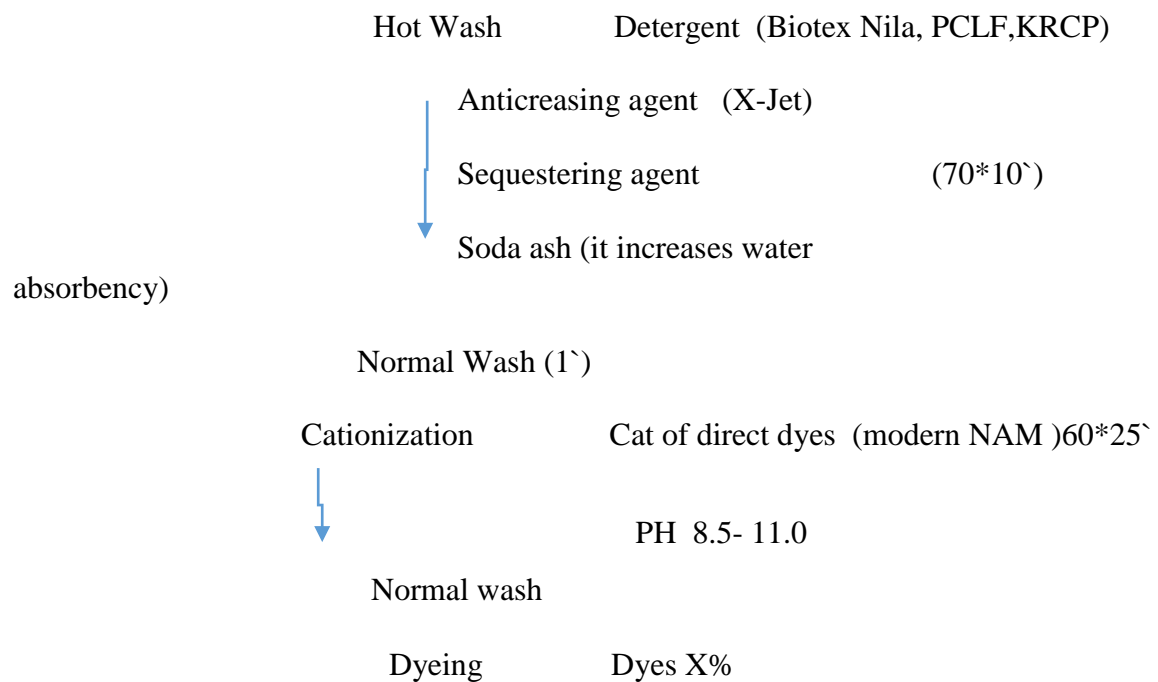 Hot Wash Detergent (Biotex Nila, PCLF,KRCP)
Anticreasing agent (X-Jet)
Sequestering agent (70*10`)
Soda ash (it increases water
absorbency)
Normal Wash (1`)
Cationization Cat of direct dyes (modern NAM )60*25`
PH 8.5- 11.0
Normal wash
Dyeing Dyes X%